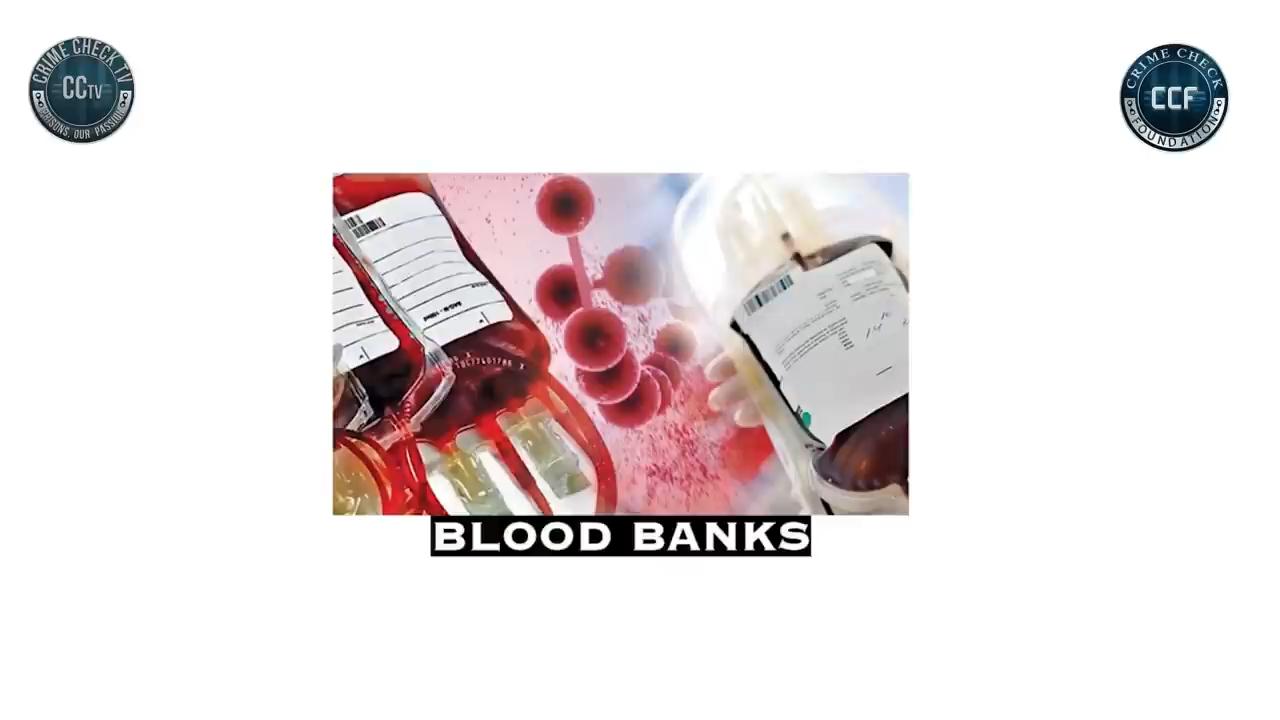 CRIME CHECK TV
CCTV
PRISONS, OUR PASSION
CRIME CHECK
CCF
FOUNDATION
BLOOD BANKS